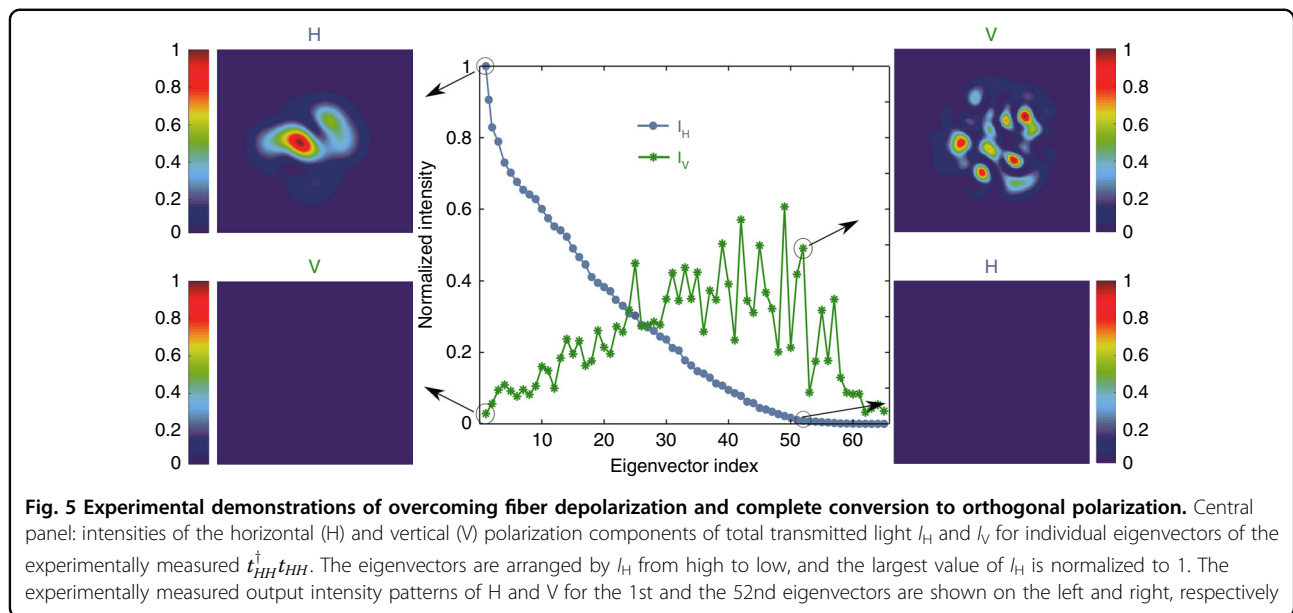 H
1
0.8
0.6
0.4
0.2
0
V
1
0.8
0.6
0.4
0.2
0
Normalized intensity
1
0.8
0.6
0.4
0.2
0
I_H
I_V
10 20 30 40 50 60
Eigenvector index
V
1
0.8
0.6
0.4
0.2
0
H
1
0.8
0.6
0.4
0.2
0
Fig. 5 Experimental demonstrations of overcoming fiber depolarization and complete conversion to orthogonal polarization. Central
panel: intensities of the horizontal (H) and vertical (V) polarization components of total transmitted light I_H and I_V for individual eigenvectors of the
experimentally measured t†_HH t_HH. The eigenvectors are arranged by I_H from high to low, and the largest value of I_H is normalized to 1. The
experimentally measured output intensity patterns of H and V for the 1st and the 52nd eigenvectors are shown on the left and right, respectively